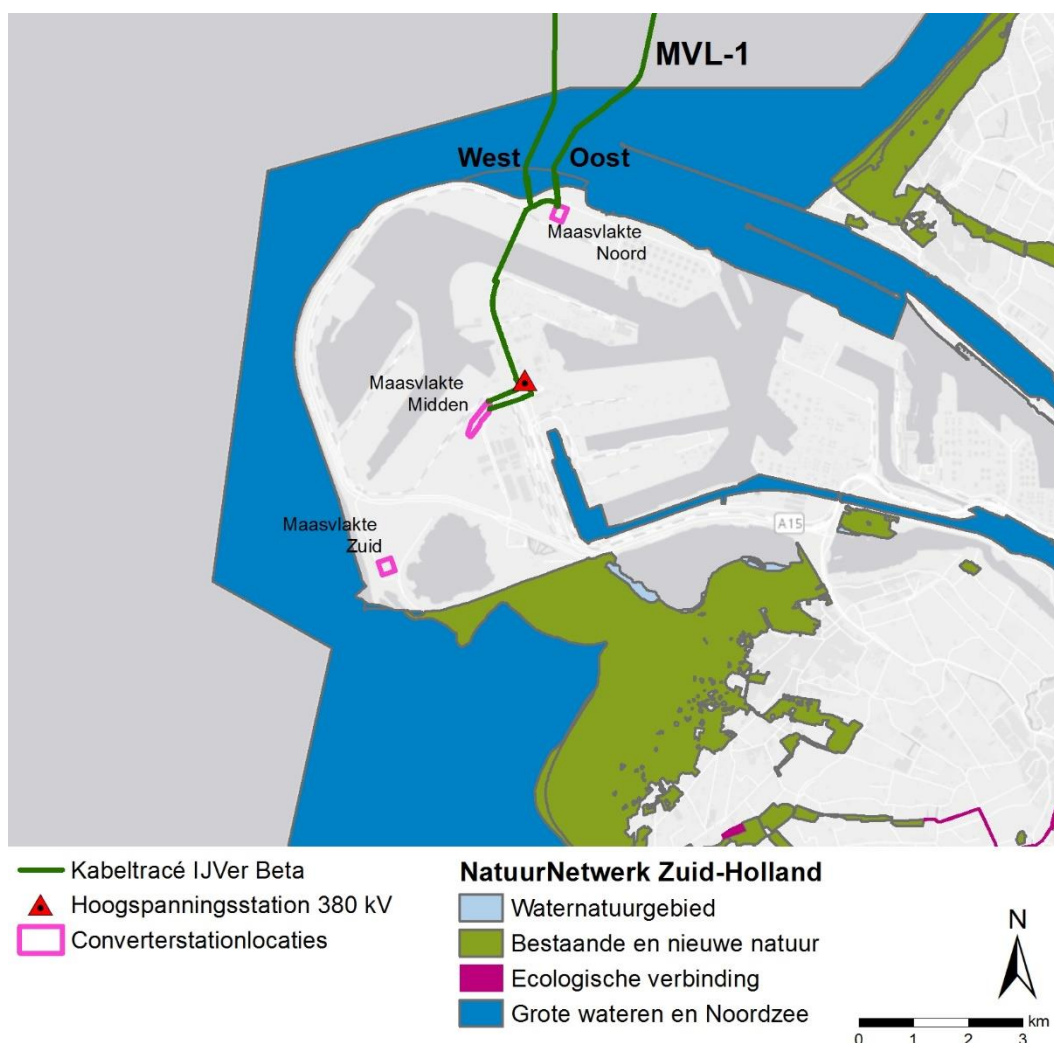 MVL-1
West
Oost
Maasvlakte
Noord
Maasvlakte
Midden
Maasvlakte
Zuid
A15
Kabeltracé IJVer Beta
Hoogspanningsstation 380 kV
Converterstationlocaties
NatuurNetwerk Zuid-Holland
Waternatuurgebied
Bestaande en nieuwe natuur
Ecologische verbinding
Grote wateren en Noordzee
N
km
0 1 2 3